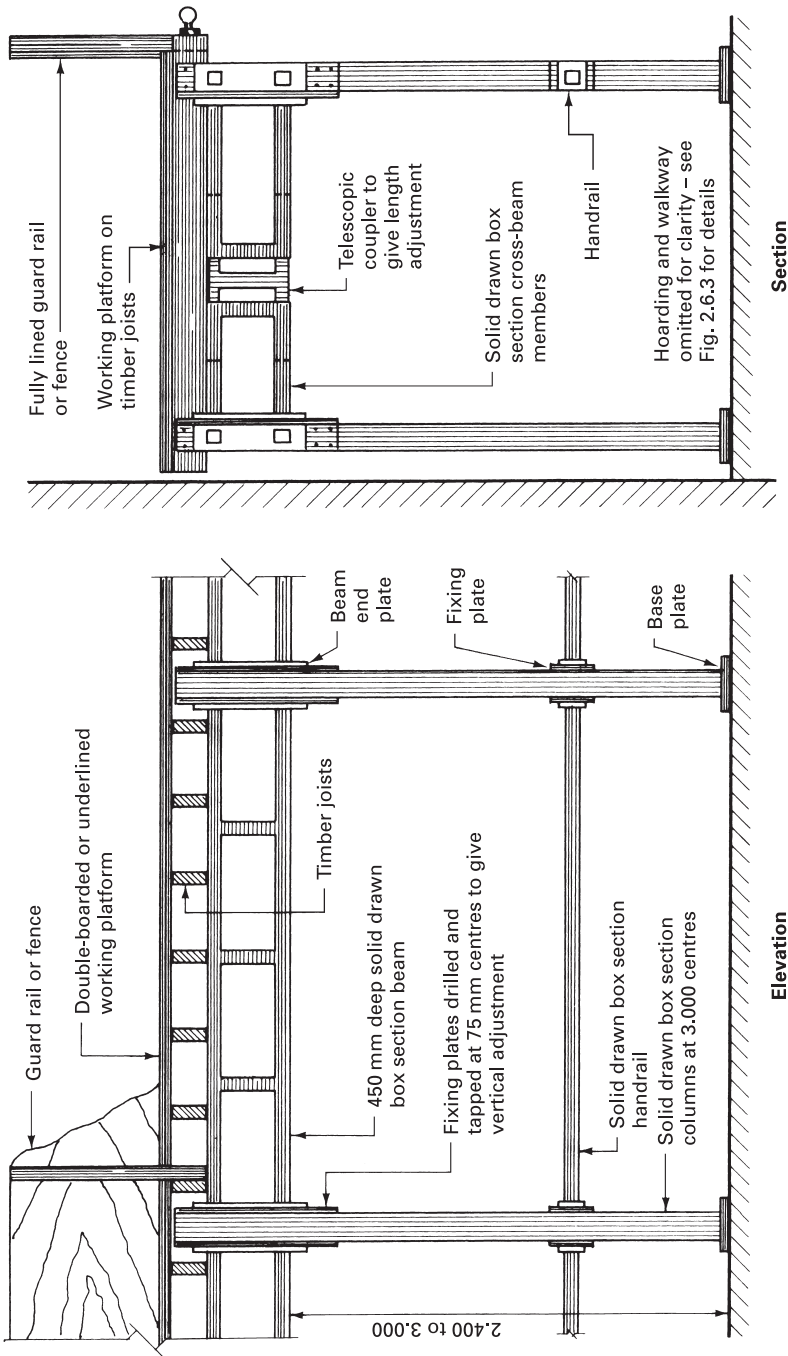 Guard rail or fence
Double-boarded or underlined
working platform
Timber joists
450 mm deep solid drawn
box section beam
Fixing plates drilled and
tapped at 75 mm centres to give
vertical adjustment
Solid drawn box section
handrail
Solid drawn box section
columns at 3.000 centres
2.400 to 3.000
Beam
end
plate
Fixing
plate
Base
plate
Elevation
Fully lined guard rail
or fence
Working platform on
timber joists
Telescopic
coupler to
give length
adjustment
Solid drawn box
section cross-beam
members
Handrail
Hoarding and walkway
omitted for clarity – see
Fig. 2.6.3 for details
Section